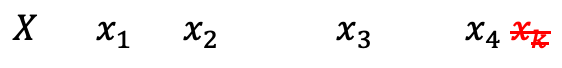 X x₁ x₂ x₃ x₄ x̶ₖ̶